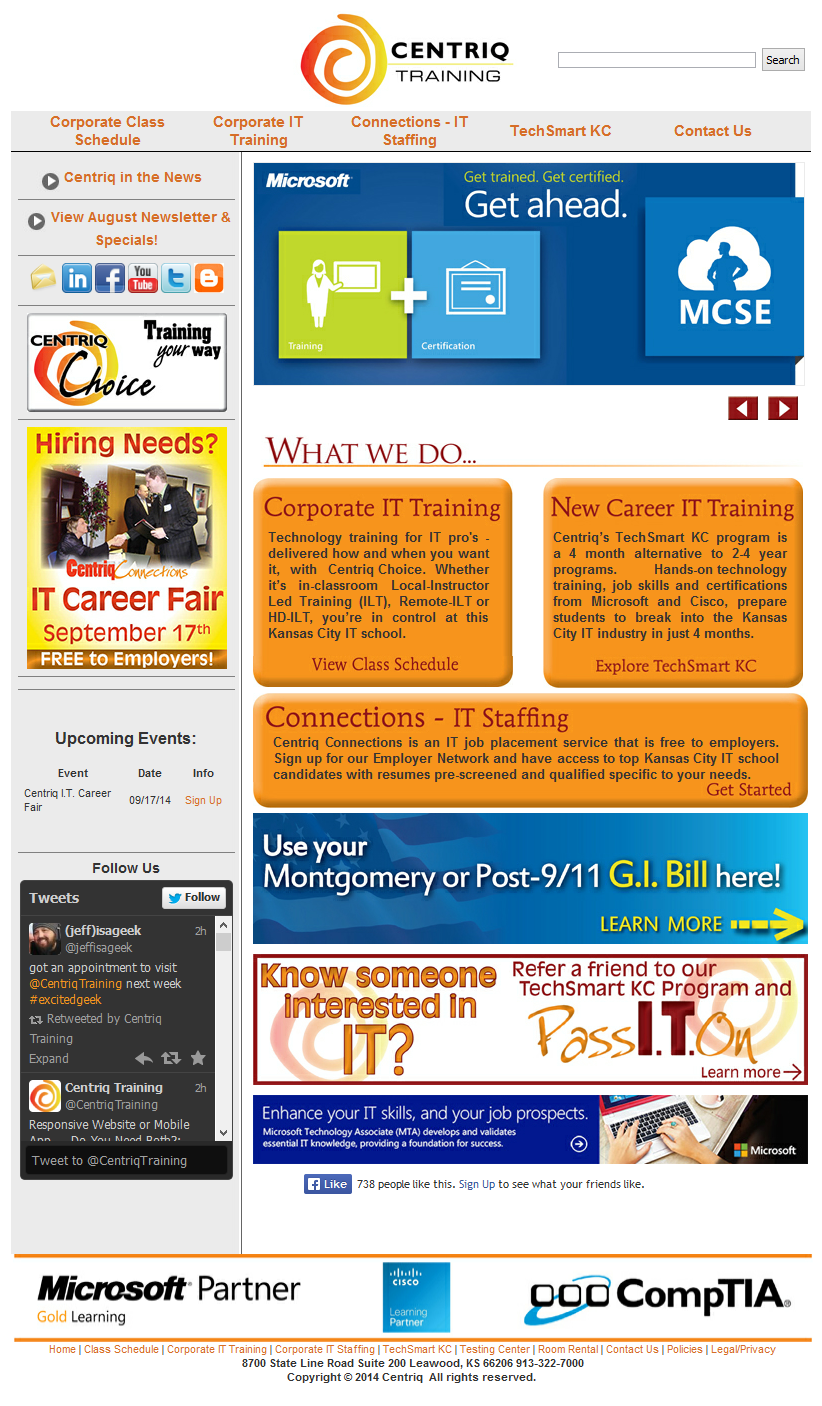 CENTRIQ
TRAINING
Search
Corporate Class
Schedule
Corporate IT
Training
Connections - IT
Staffing
TechSmart KC
Contact Us
Centriq in the News
View August Newsletter &
Specials!
in
f
You
Tube
t
CENTRIQ
Choice
Training
your way
Hiring Needs?
Centriq Connections
IT Career Fair
September 17th
FREE to Employers!
Upcoming Events:
Event Date Info
Centriq I.T. Career
Fair
09/17/14 Sign Up
Follow Us
Tweets
Follow
(jeff)isageek 2h
@jeffisageek
got an appointment to visit
@CentriqTraining next week
#excitedgeek
Retweeted by Centriq
Training
Expand
Centriq Training 2h
@CentriqTraining
Responsive Website or Mobile
App ... Do You Need Both?:
Tweet to @CentriqTraining
Microsoft
Get trained. Get certified.
Get ahead.
Training
+
Certification
MCSE
What we do...
Corporate IT Training
Technology training for IT pro's -
delivered how and when you want
it, with Centriq Choice. Whether
it's in-classroom Local-Instructor
Led Training (ILT), Remote-ILT or
HD-ILT, you're in control at this
Kansas City IT school.
View Class Schedule
New Career IT Training
Centriq's TechSmart KC program is
a 4 month alternative to 2-4 year
programs. Hands-on technology
training, job skills and certifications
from Microsoft and Cisco, prepare
students to break into the Kansas
City IT industry in just 4 months.
Explore TechSmart KC
Connections - IT Staffing
Centriq Connections is an IT job placement service that is free to employers.
Sign up for our Employer Network and have access to top Kansas City IT school
candidates with resumes pre-screened and qualified specific to your needs.
Get Started
Use your
Montgomery or Post-9/11 G.I. Bill here!
LEARN MORE
Know someone
interested in
IT?
Refer a friend to our
TechSmart KC Program and
Pass I.T. On
Learn more
Enhance your IT skills, and your job prospects.
Microsoft Technology Associate (MTA) develops and validates
essential IT knowledge, providing a foundation for success.
Microsoft
Like 738 people like this. Sign Up to see what your friends like.
Microsoft Partner
Gold Learning
CISCO
Learning
Partner
CompTIA®
Home | Class Schedule | Corporate IT Training | Corporate IT Staffing | TechSmart KC | Testing Center | Room Rental | Contact Us | Policies | Legal/Privacy
8700 State Line Road Suite 200 Leawood, KS 66206 913-322-7000
Copyright © 2014 Centriq All rights reserved.